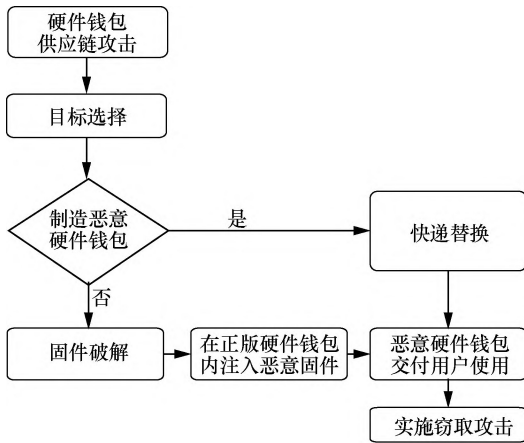 硬件钱包
供应链攻击
目标选择
制造恶意
硬件钱包
是
快递替换
否
固件破解
在正版硬件钱包
内注入恶意固件
恶意硬件钱包
交付用户使用
实施窃取攻击